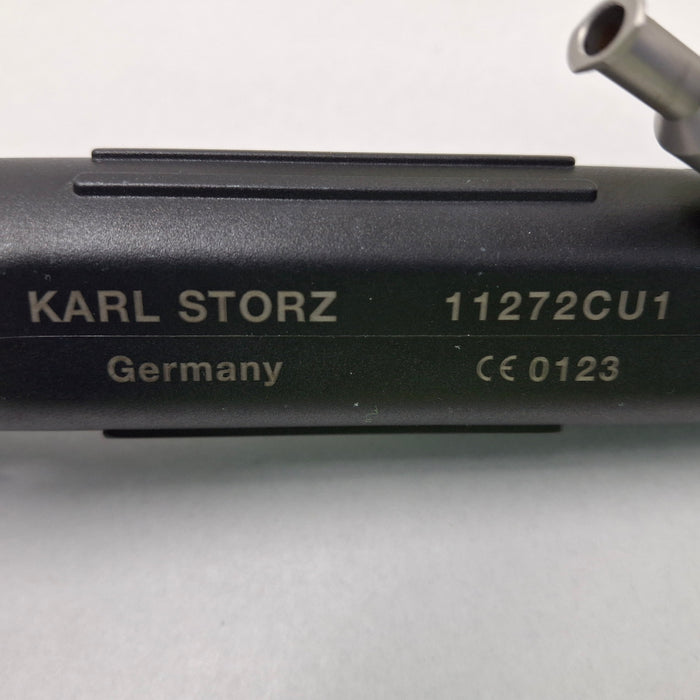 KARL STORZ 11272CU1
Germany CE 0123